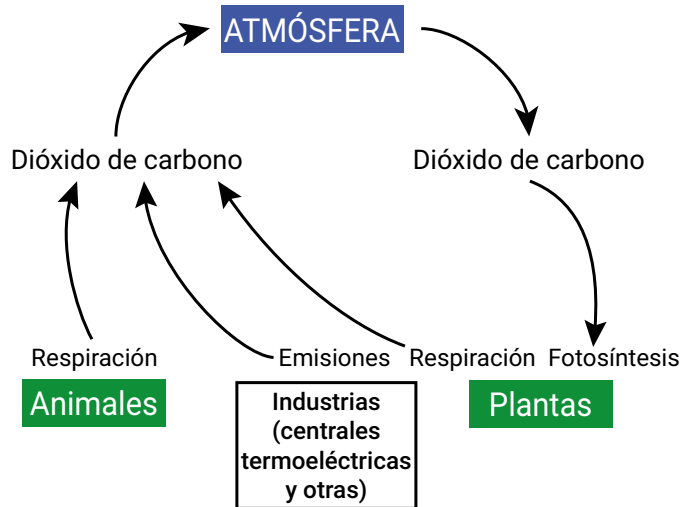 ATMÓSFERA
Dióxido de carbono
Dióxido de carbono
Respiración
Emisiones
Respiración
Fotosíntesis
Animales
Industrias
(centrales
termoeléctricas
y otras)
Plantas